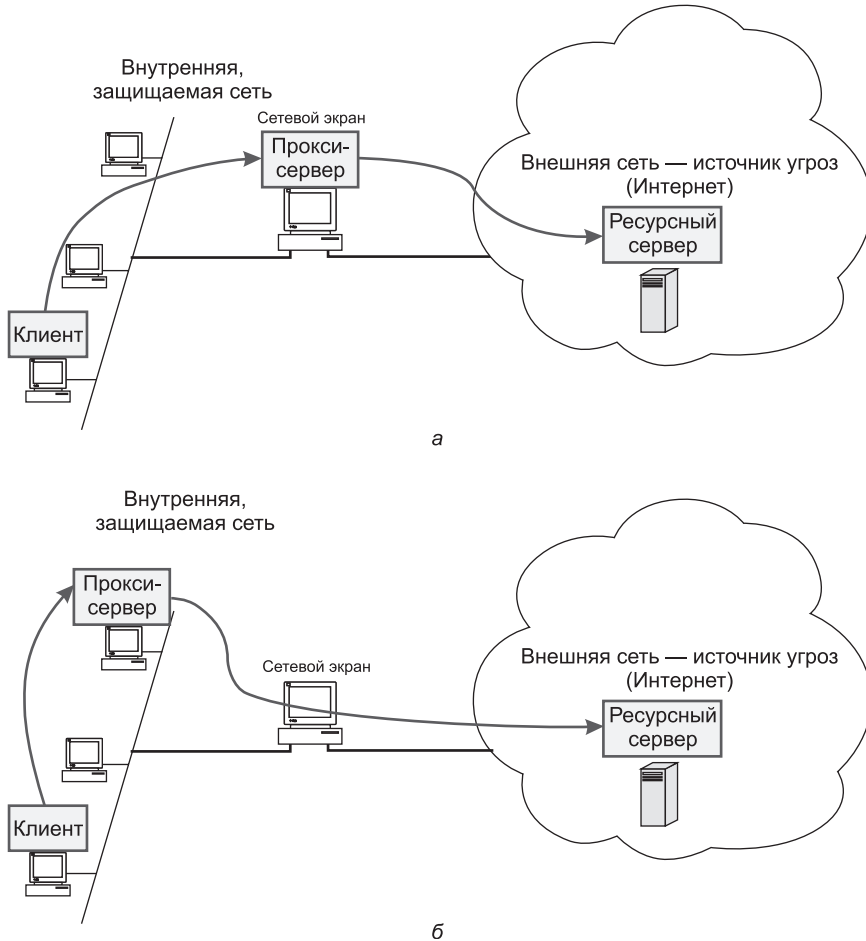 Внутренняя,
защищаемая сеть
Сетевой экран
Прокси-
сервер
Внешняя сеть — источник угроз
(Интернет)
Ресурсный
сервер
Клиент
а
Внутренняя,
защищаемая сеть
Прокси-
сервер
Сетевой экран
Внешняя сеть — источник угроз
(Интернет)
Ресурсный
сервер
Клиент
б